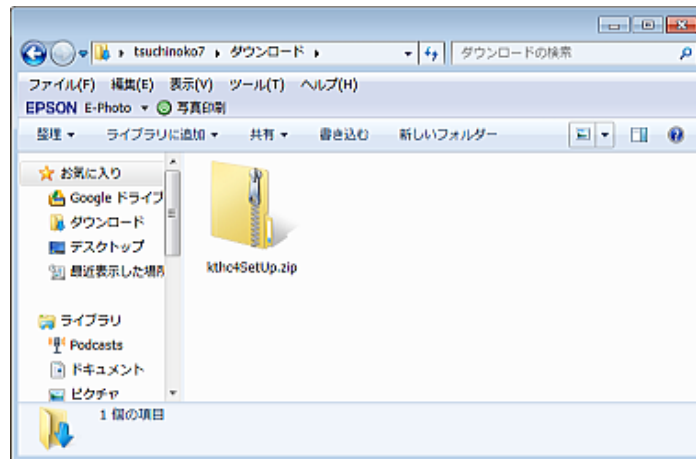 tsuchinoko7 ダウンロード ダウンロードの検索
ファイル(F) 編集(E) 表示(V) ツール(T) ヘルプ(H)
EPSON E-Photo 写真印刷
整理 ライブラリに追加 共有 書き込む 新しいフォルダー
お気に入り
Google ドライブ
ダウンロード
デスクトップ
最近表示した場所
kthc4SetUp.zip
ライブラリ
Podcasts
ドキュメント
ピクチャ
1 個の項目